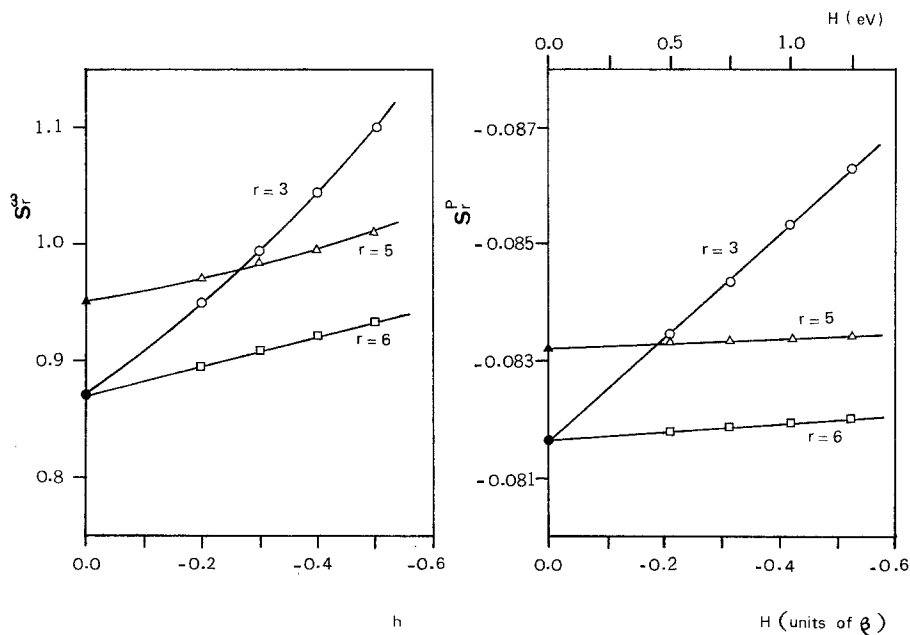 H (eV)
0.0 0.5 1.0
1.1
1.0
0.9
0.8
S_r^ω
r = 3
r = 5
r = 6
0.0 -0.2 -0.4 -0.6
h
-0.087
-0.085
-0.083
-0.081
S_r^P
r = 3
r = 5
r = 6
0.0 -0.2 -0.4 -0.6
H (units of β)